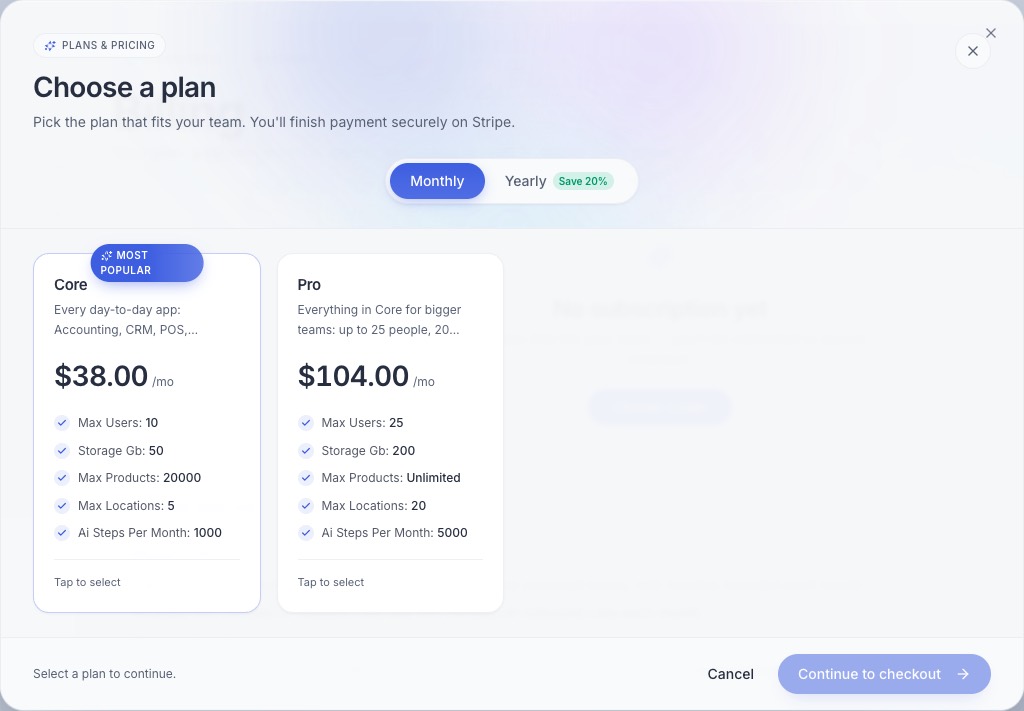 PLANS & PRICING
Choose a plan
Pick the plan that fits your team. You'll finish payment securely on Stripe.
Monthly
Yearly Save 20%
MOST
POPULAR
Core
Every day-to-day app:
Accounting, CRM, POS,...
$38.00 /mo
Max Users: 10
Storage Gb: 50
Max Products: 20000
Max Locations: 5
Ai Steps Per Month: 1000
Tap to select
Pro
Everything in Core for bigger
teams: up to 25 people, 20...
$104.00 /mo
Max Users: 25
Storage Gb: 200
Max Products: Unlimited
Max Locations: 20
Ai Steps Per Month: 5000
Tap to select
Select a plan to continue.
Cancel
Continue to checkout